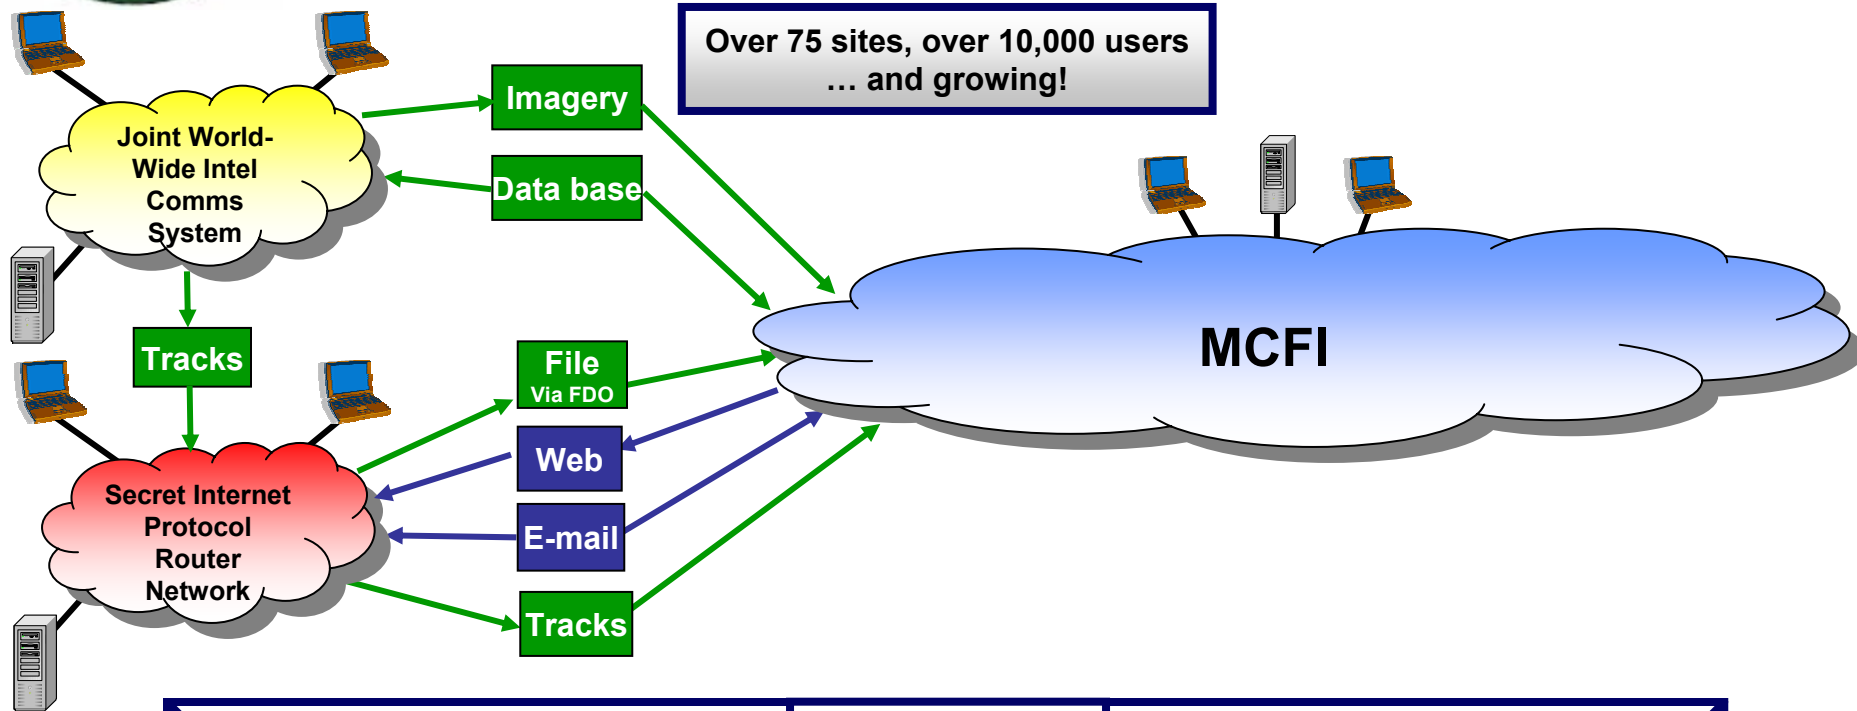 Over 75 sites, over 10,000 users
… and growing!
Joint World-
Wide Intel
Comms
System
Imagery
Data base
Tracks
MCFI
File
Via FDO
Web
E-mail
Tracks
Secret Internet
Protocol
Router
Network